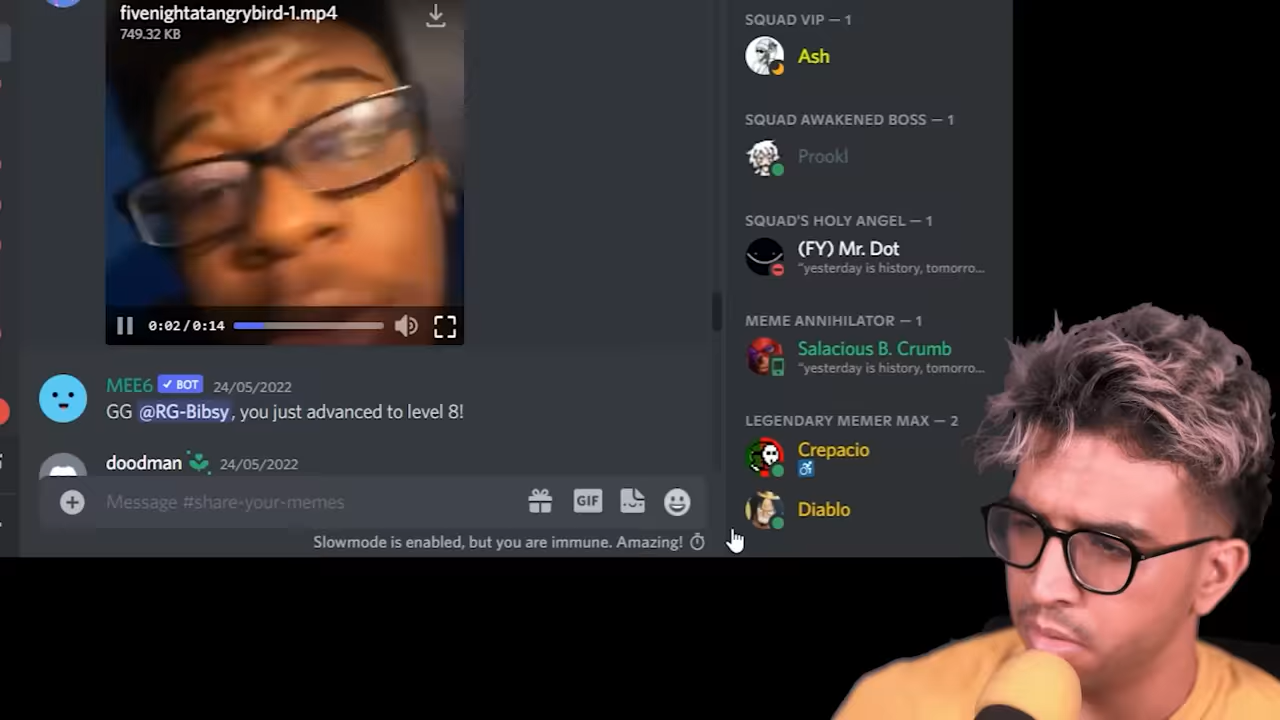 fivenightatangrybird-1.mp4
749.32 KB
0:02/0:14
MEE6 ✓ BOT 24/05/2022
GG @RG-Bibsy, you just advanced to level 8!
doodman 24/05/2022
Message #share-your-memes
GIF
Slowmode is enabled, but you are immune. Amazing!
SQUAD VIP — 1
Ash
SQUAD AWAKENED BOSS — 1
Prookl
SQUAD'S HOLY ANGEL — 1
(FY) Mr. Dot
"yesterday is history, tomorro...
MEME ANNIHILATOR — 1
Salacious B. Crumb
"yesterday is history, tomorro...
LEGENDARY MEMER MAX — 2
Crepacio
Diablo